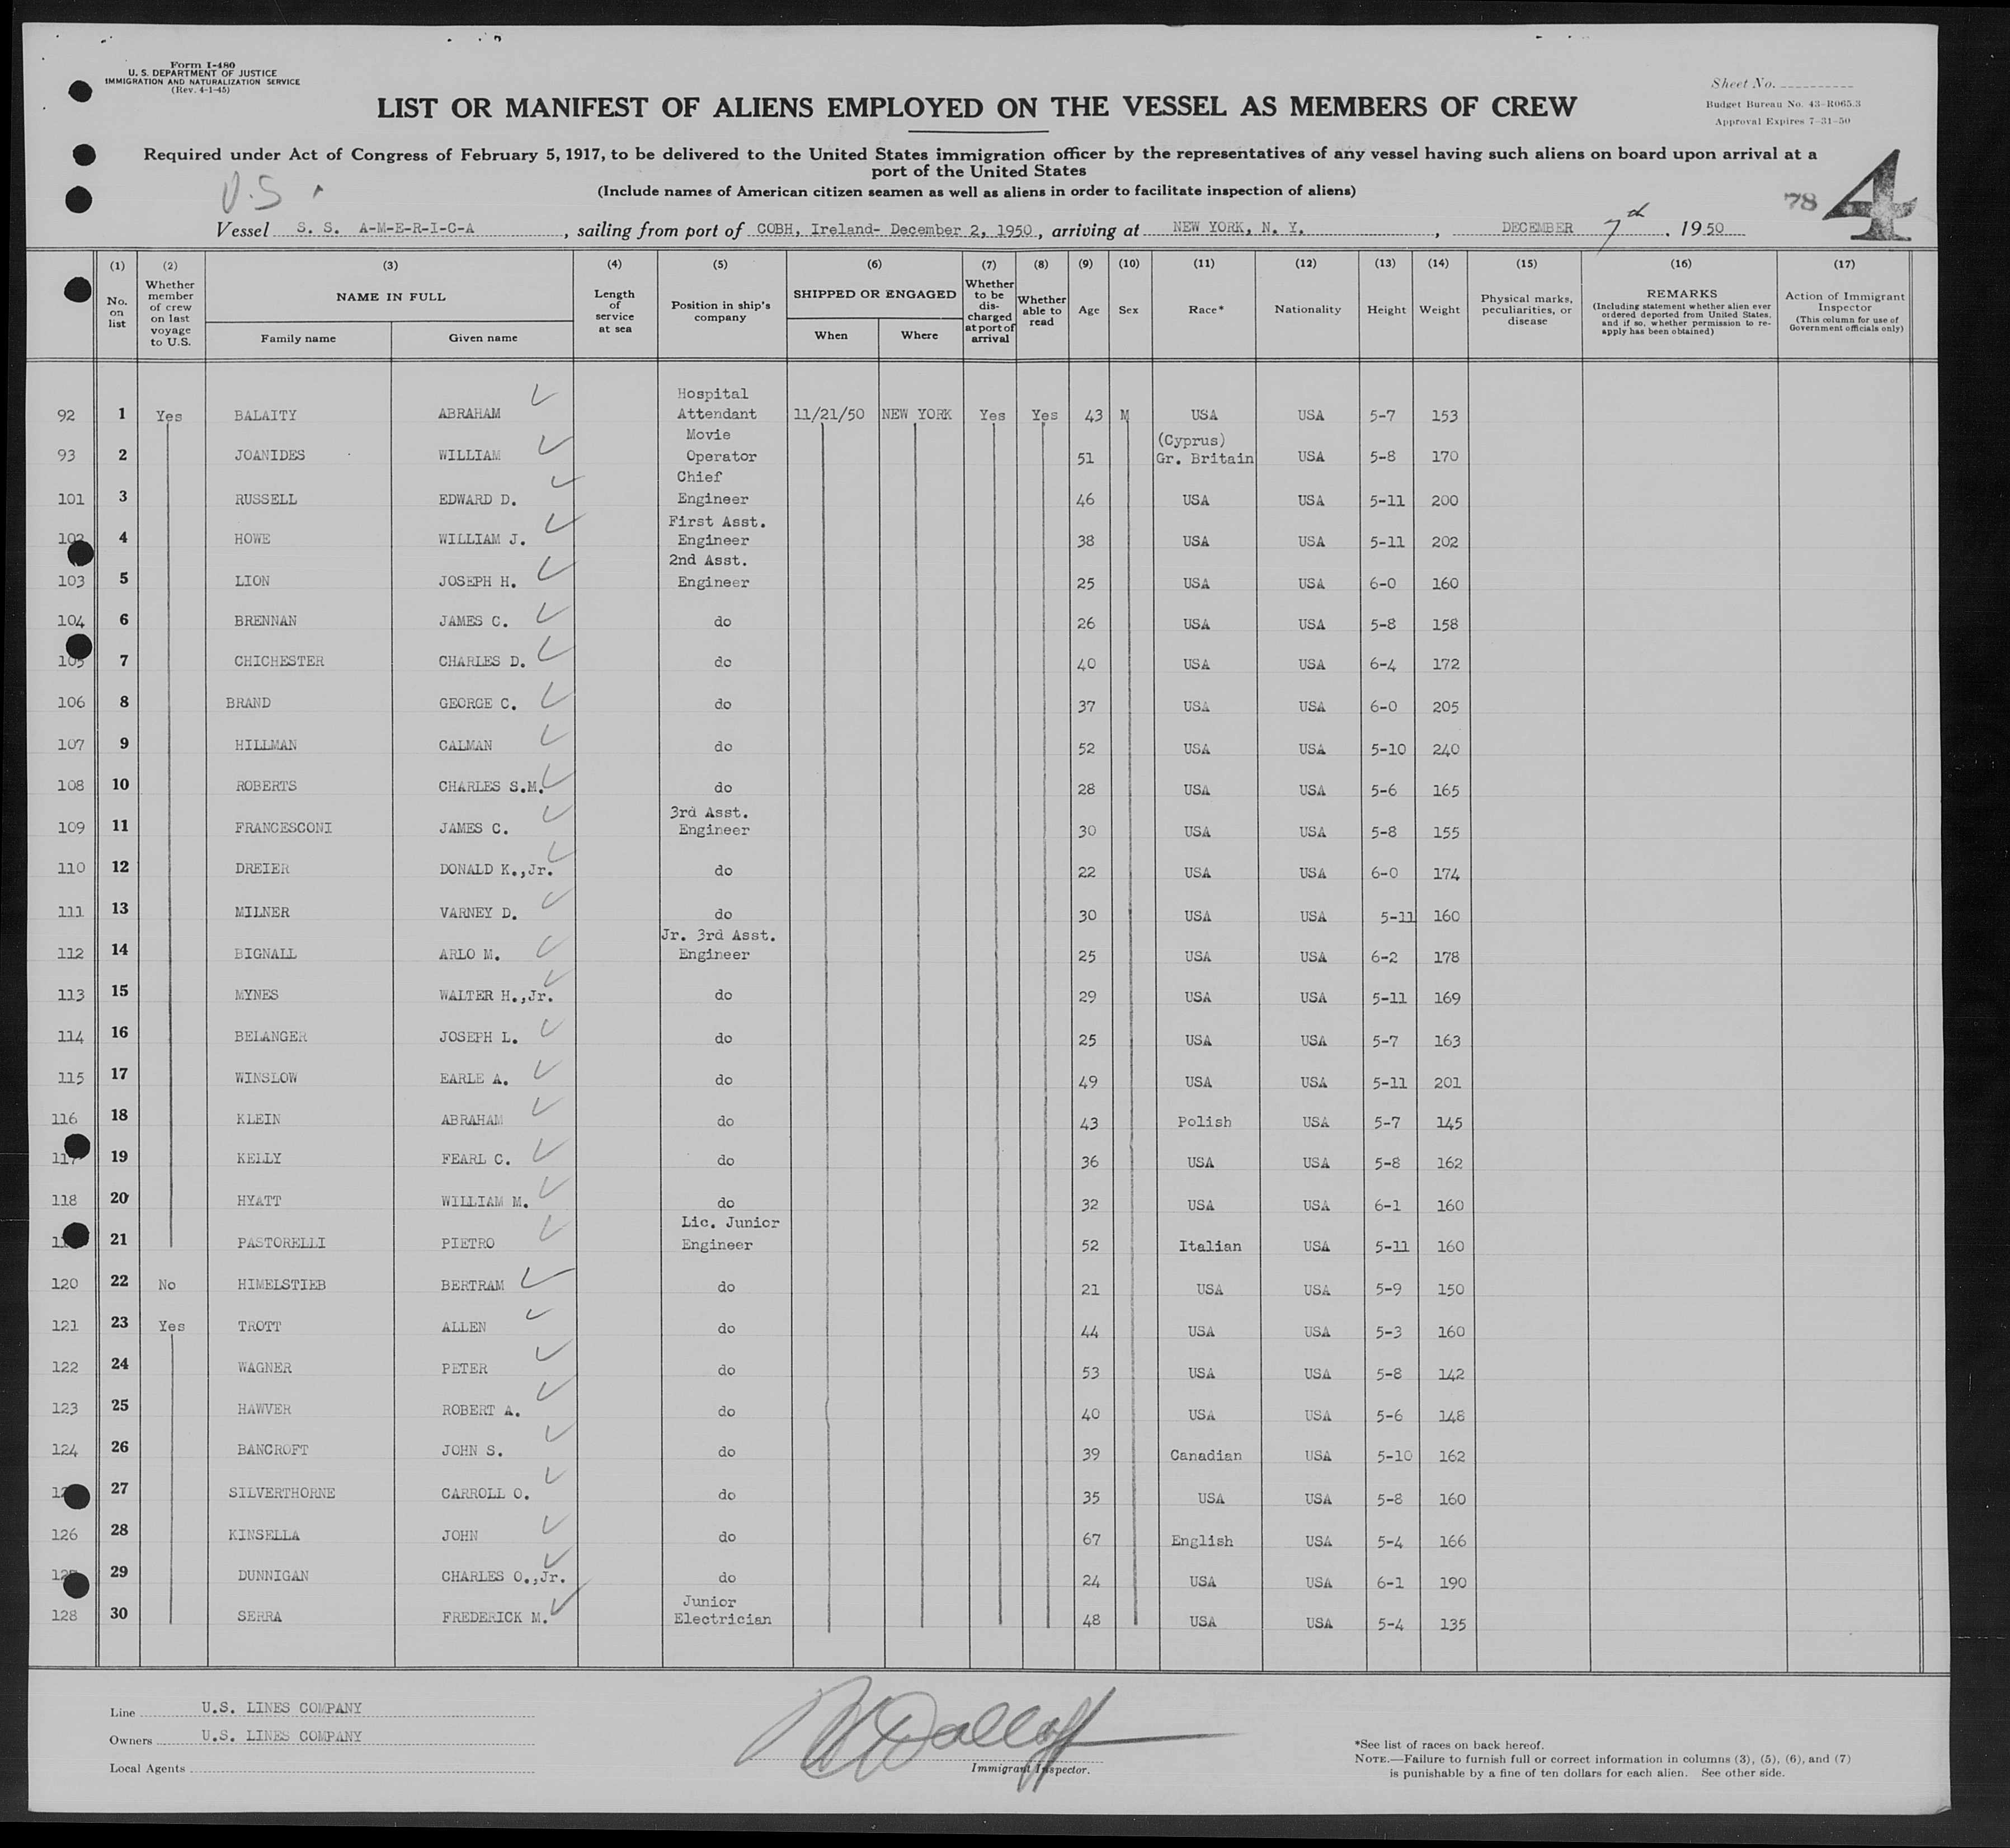 Form I-480
U. S. DEPARTMENT OF JUSTICE
IMMIGRATION AND NATURALIZATION SERVICE
(Rev. 4-1-45)
Sheet No.
Budget Bureau No. 43-R065.3
Approval Expires 7-31-50
LIST OR MANIFEST OF ALIENS EMPLOYED ON THE VESSEL AS MEMBERS OF CREW
Required under Act of Congress of February 5, 1917, to be delivered to the United States immigration officer by the representatives of any vessel having such aliens on board upon arrival at a
port of the United States
(Include names of American citizen seamen as well as aliens in order to facilitate inspection of aliens)
U.S.
78 4
Vessel S. S. A-M-E-R-I-C-A, sailing from port of COBH, Ireland- December 2, 1950, arriving at NEW YORK, N. Y., DECEMBER 7th, 1950
(1) (2) (3) (4) (5) (6) (7) (8) (9) (10) (11) (12) (13) (14) (15) (16) (17)
No. on list
Whether member of crew on last voyage to U.S.
NAME IN FULL
Family name
Given name
Length of service at sea
Position in ship's company
SHIPPED OR ENGAGED
When
Where
Whether to be discharged at port of arrival
Whether able to read
Age
Sex
Race*
Nationality
Height
Weight
Physical marks, peculiarities, or disease
REMARKS
(Including statement whether alien ever ordered deported from United States, and if so, whether permission to re-apply has been obtained)
Action of Immigrant Inspector
(This column for use of Government officials only)
92 1 Yes BALAITY ABRAHAM Hospital Attendant 11/21/50 NEW YORK Yes Yes 43 M USA USA 5-7 153
93 2 JOANIDES WILLIAM Movie Operator 51 (Cyprus) Gr. Britain USA 5-8 170
101 3 RUSSELL EDWARD D. Chief Engineer 46 USA USA 5-11 200
102 4 HOWE WILLIAM J. First Asst. Engineer 38 USA USA 5-11 202
103 5 LION JOSEPH H. 2nd Asst. Engineer 25 USA USA 6-0 160
104 6 BRENNAN JAMES C. do 26 USA USA 5-8 158
105 7 CHICHESTER CHARLES D. do 40 USA USA 6-4 172
106 8 BRAND GEORGE C. do 37 USA USA 6-0 205
107 9 HILLMAN CALMAN do 52 USA USA 5-10 240
108 10 ROBERTS CHARLES S.M. do 28 USA USA 5-6 165
109 11 FRANCESCONI JAMES C. 3rd Asst. Engineer 30 USA USA 5-8 155
110 12 DREIER DONALD K.,Jr. do 22 USA USA 6-0 174
111 13 MILNER VARNEY D. do 30 USA USA 5-11 160
112 14 BIGNALL ARLO M. Jr. 3rd Asst. Engineer 25 USA USA 6-2 178
113 15 MYNES WALTER H.,Jr. do 29 USA USA 5-11 169
114 16 BELANGER JOSEPH L. do 25 USA USA 5-7 163
115 17 WINSLOW EARLE A. do 49 USA USA 5-11 201
116 18 KLEIN ABRAHAM do 43 Polish USA 5-7 145
117 19 KELLY FEARL C. do 36 USA USA 5-8 162
118 20 HYATT WILLIAM M. do 32 USA USA 6-1 160
21 PASTORELLI PIETRO Lic. Junior Engineer 52 Italian USA 5-11 160
120 22 No HIMELSTIEB BERTRAM do 21 USA USA 5-9 150
121 23 Yes TROTT ALLEN do 44 USA USA 5-3 160
122 24 WAGNER PETER do 53 USA USA 5-8 142
123 25 HAWVER ROBERT A. do 40 USA USA 5-6 148
124 26 BANCROFT JOHN S. do 39 Canadian USA 5-10 162
27 SILVERTHORNE CARROLL O. do 35 USA USA 5-8 160
126 28 KINSELLA JOHN do 67 English USA 5-4 166
127 29 DUNNIGAN CHARLES O.,Jr. do 24 USA USA 6-1 190
128 30 SERRA FREDERICK M. Junior Electrician 48 USA USA 5-4 135
Line U.S. LINES COMPANY
Owners U.S. LINES COMPANY
Local Agents
Immigrant Inspector.
*See list of races on back hereof.
NOTE.—Failure to furnish full or correct information in columns (3), (5), (6), and (7)
is punishable by a fine of ten dollars for each alien. See other side.